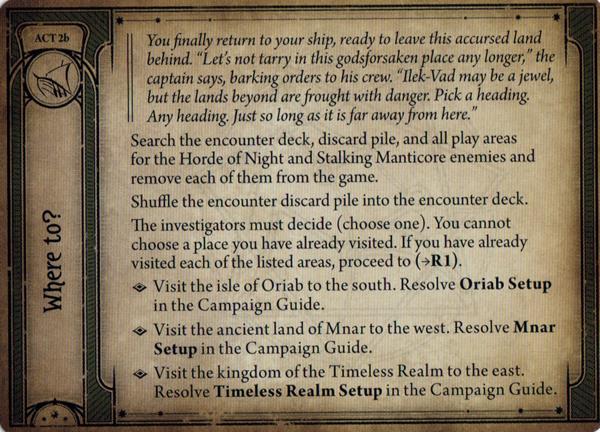 ACT 2b
Where to?
You finally return to your ship, ready to leave this accursed land
behind. “Let’s not tarry in this godsforsaken place any longer,” the
captain says, barking orders to his crew. “Ilek-Vad may be a jewel,
but the lands beyond are frought with danger. Pick a heading.
Any heading. Just so long as it is far away from here.”
Search the encounter deck, discard pile, and all play areas
for the Horde of Night and Stalking Manticore enemies and
remove each of them from the game.
Shuffle the encounter discard pile into the encounter deck.
The investigators must decide (choose one). You cannot
choose a place you have already visited. If you have already
visited each of the listed areas, proceed to (→R1).
Visit the isle of Oriab to the south. Resolve Oriab Setup
in the Campaign Guide.
Visit the ancient land of Mnar to the west. Resolve Mnar
Setup in the Campaign Guide.
Visit the kingdom of the Timeless Realm to the east.
Resolve Timeless Realm Setup in the Campaign Guide.